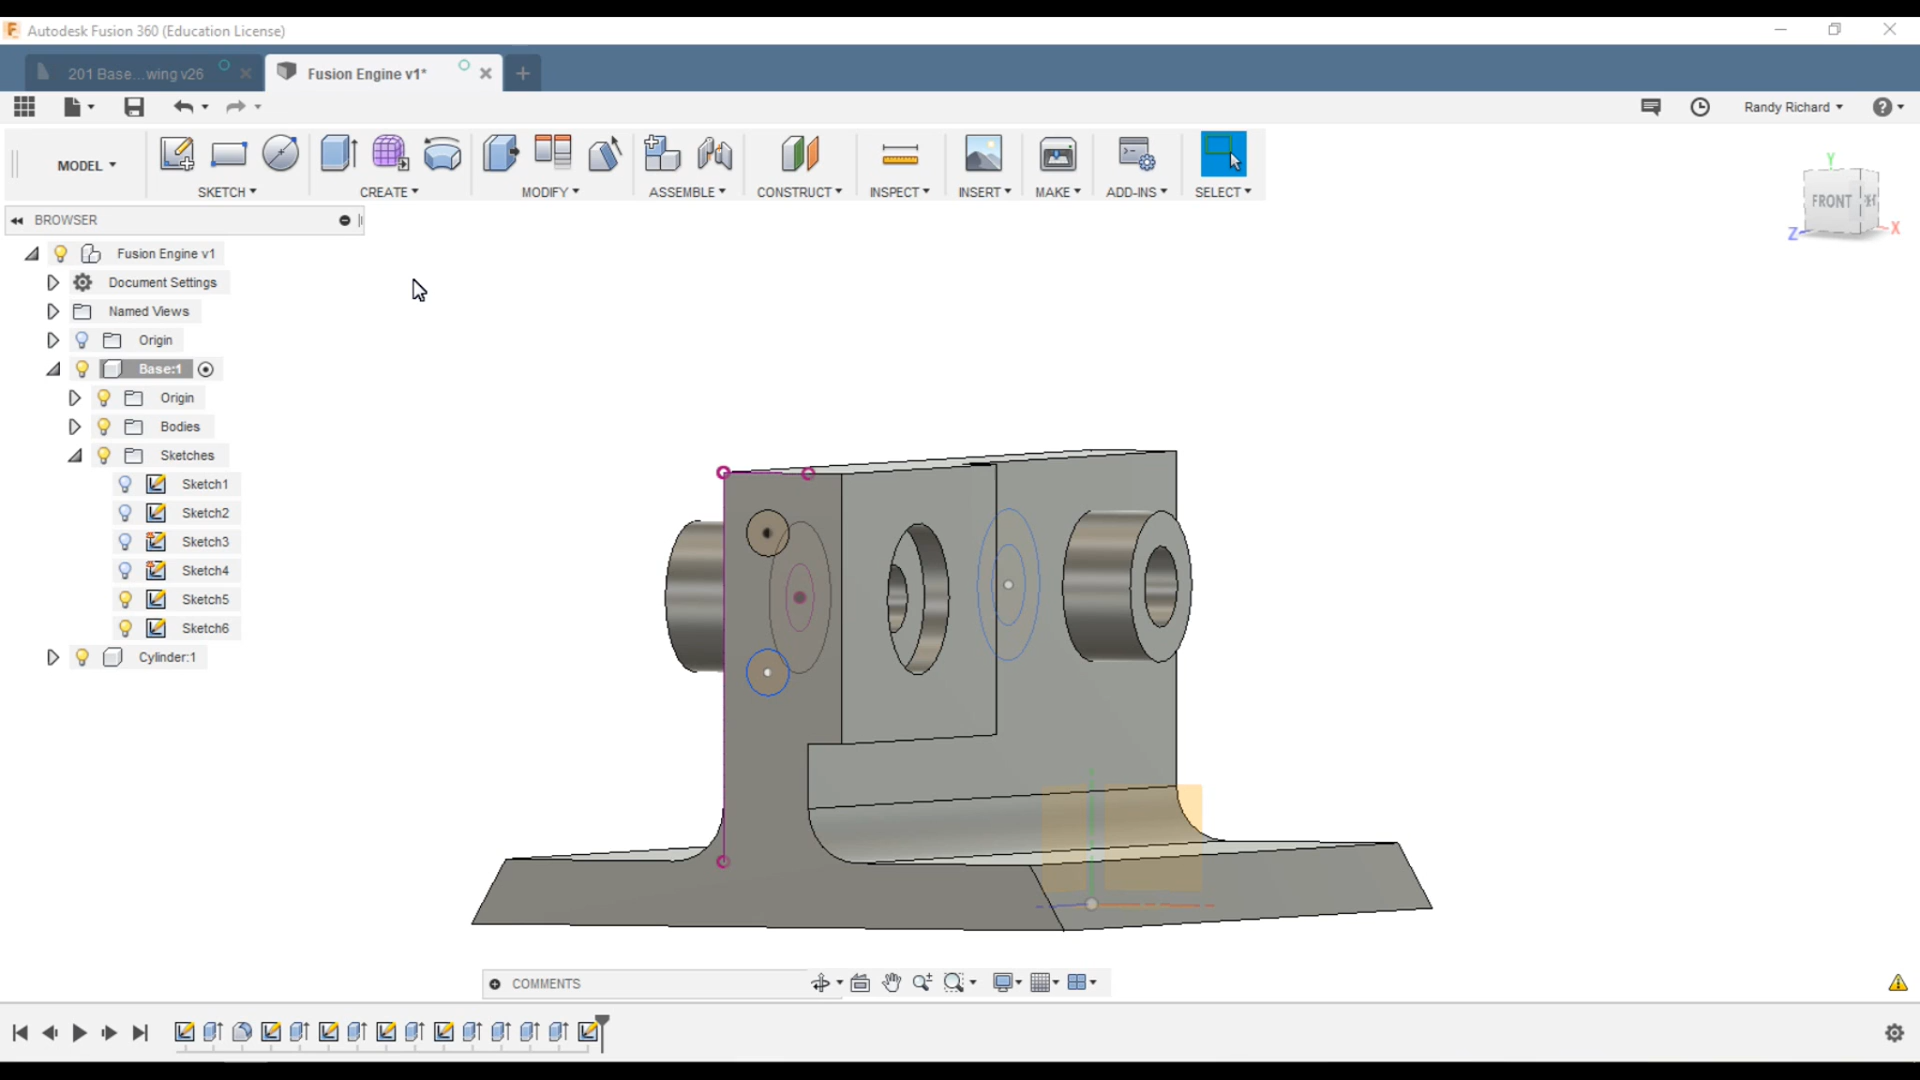 Autodesk Fusion 360 (Education License)
201 Base...wing v26
Fusion Engine v1*
Randy Richard
MODEL
SKETCH
CREATE
MODIFY
ASSEMBLE
CONSTRUCT
INSPECT
INSERT
MAKE
ADD-INS
SELECT
BROWSER
Fusion Engine v1
Document Settings
Named Views
Origin
Base:1
Origin
Bodies
Sketches
Sketch1
Sketch2
Sketch3
Sketch4
Sketch5
Sketch6
Cylinder:1
Y
FRONT
Z
X
COMMENTS